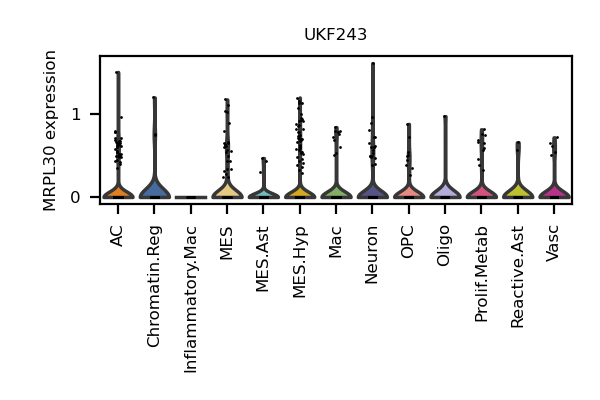 UKF243
MRPL30 expression
1
0
AC
Chromatin.Reg
Inflammatory.Mac
MES
MES.Ast
MES.Hyp
Mac
Neuron
OPC
Oligo
Prolif.Metab
Reactive.Ast
Vasc